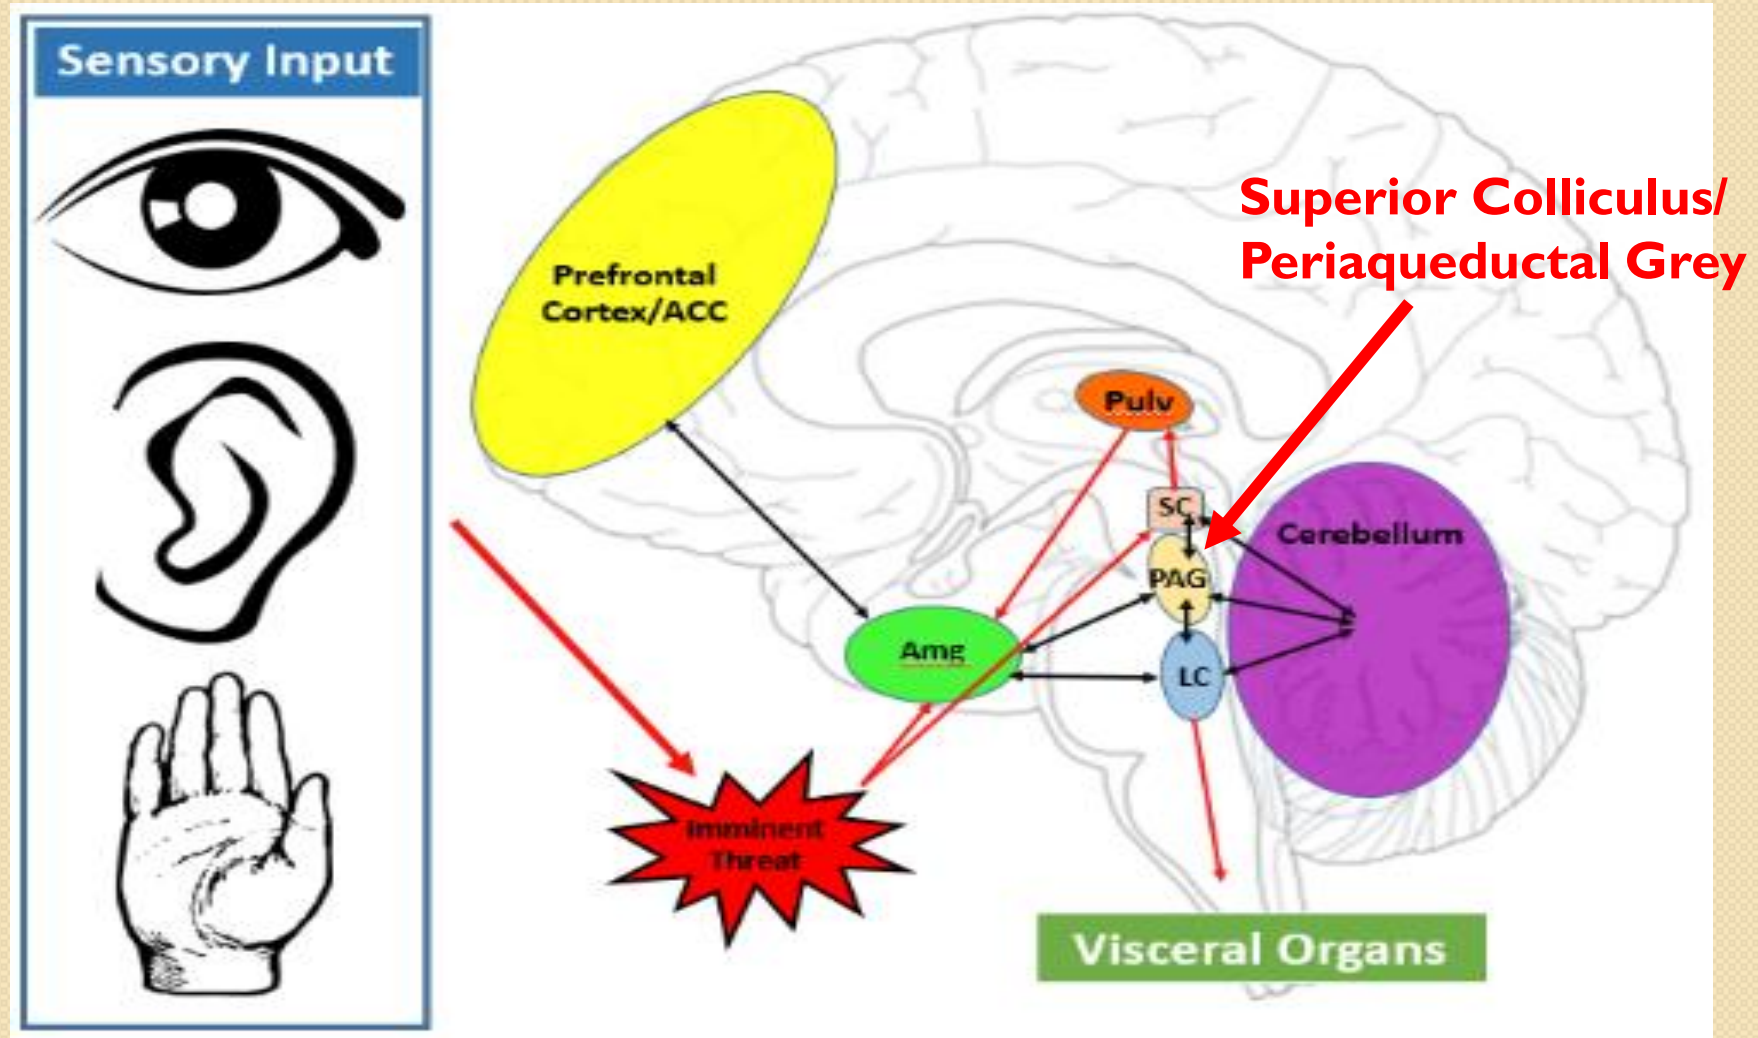 Sensory Input
Prefrontal
Cortex/ACC
Superior Colliculus/
Periaqueductal Grey
Pulv
SC
Cerebellum
PAG
Amg
LC
Imminent
Threat
Visceral Organs